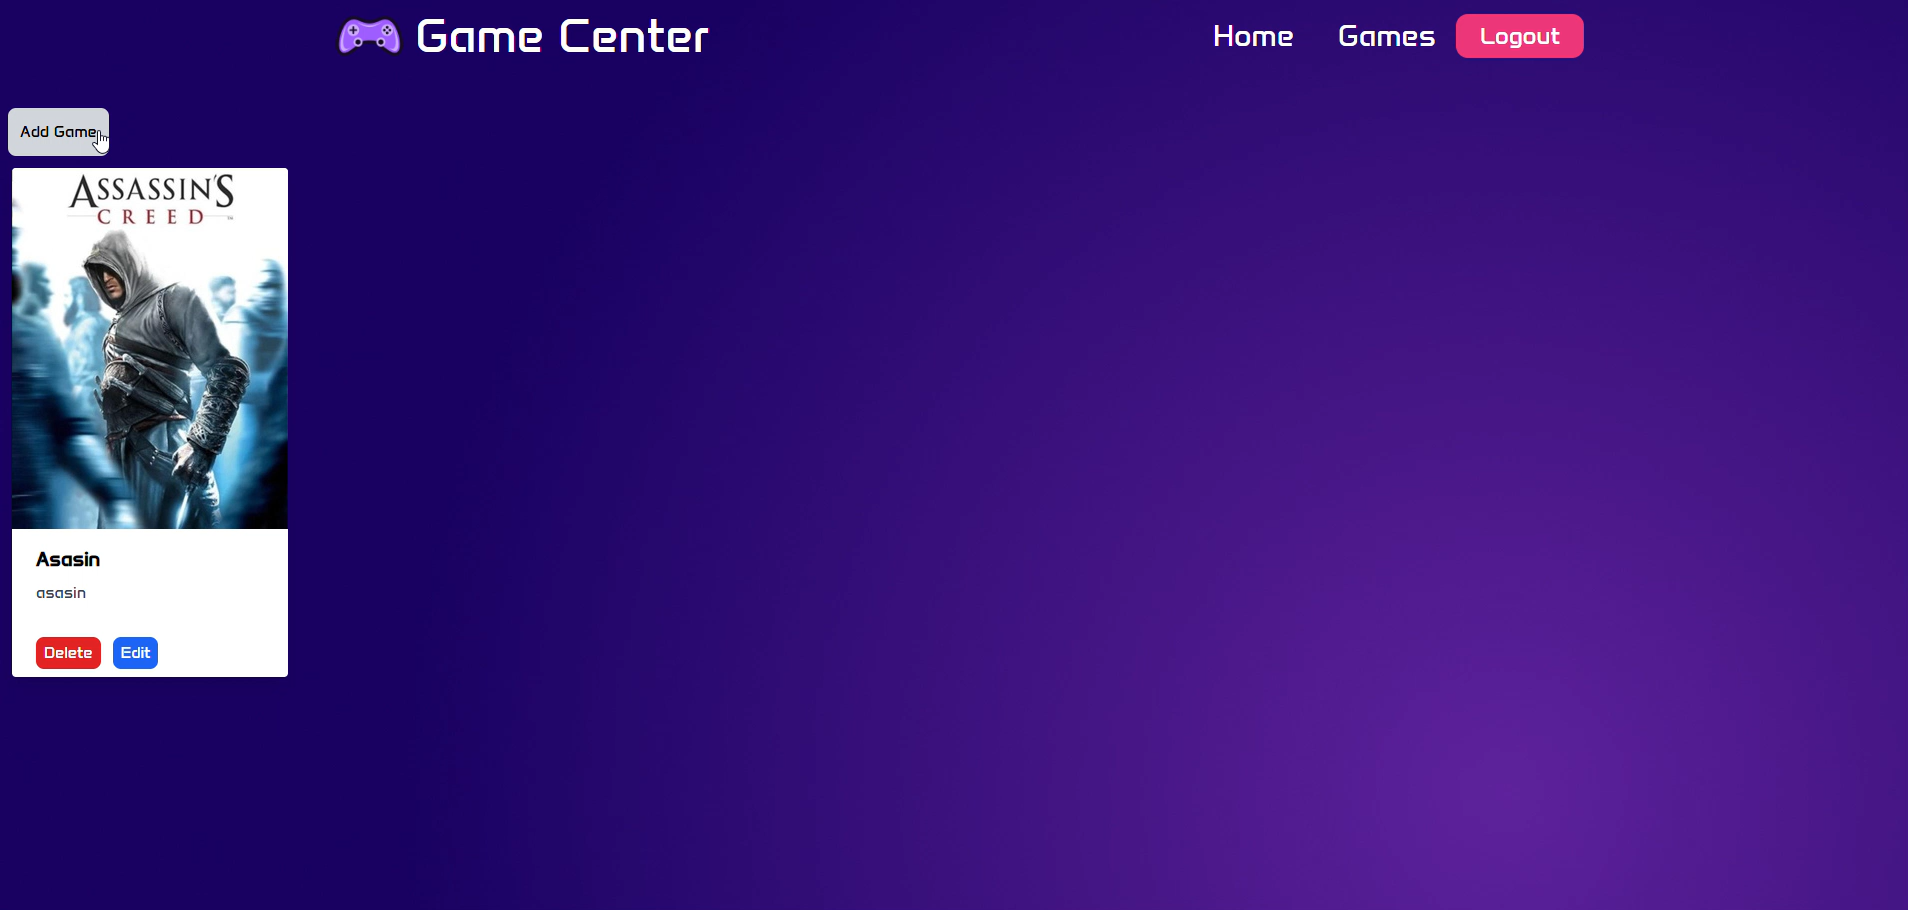 Game Center
Home
Games
Logout
Add Game
ASSASSIN'S
CREED
Asasin
asasin
Delete
Edit